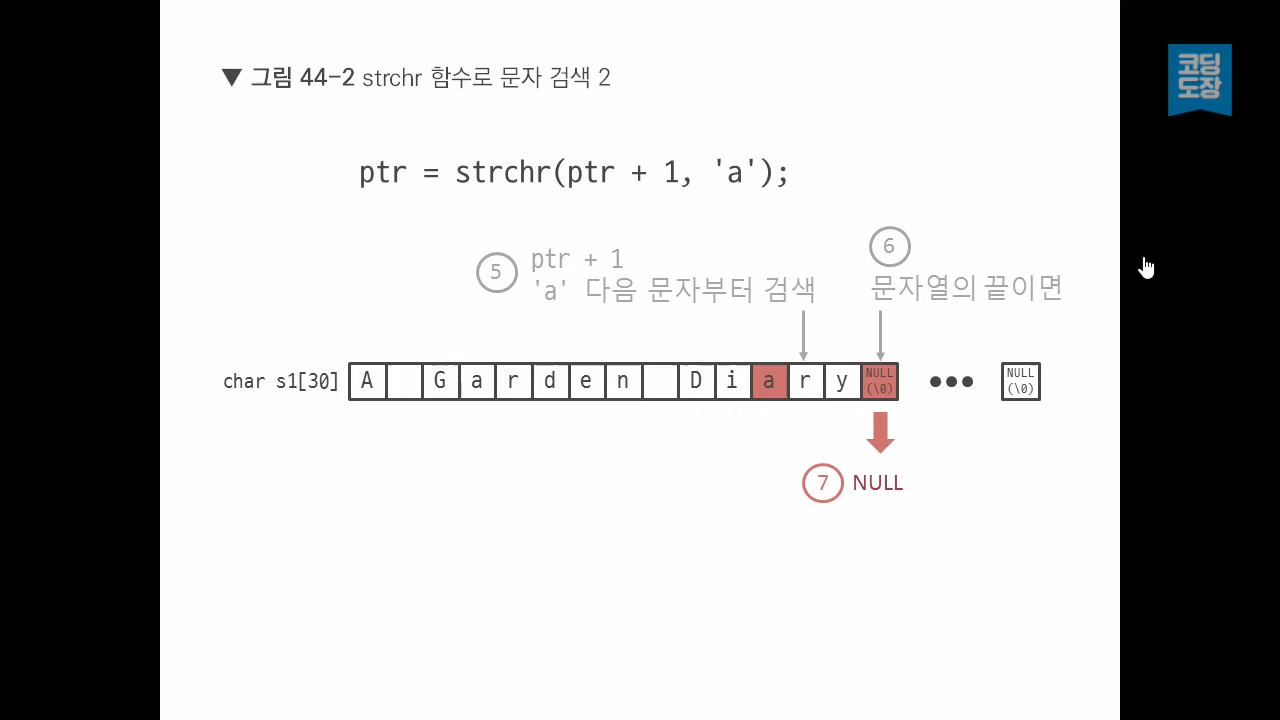 ▼ 그림 44-2 strchr 함수로 문자 검색 2
코딩
도장
ptr = strchr(ptr + 1, 'a');
5 ptr + 1
'a' 다음 문자부터 검색
6
문자열의 끝이면
char s1[30] A G a r d e n D i a r y NULL (\0) ●●● NULL (\0)
7 NULL